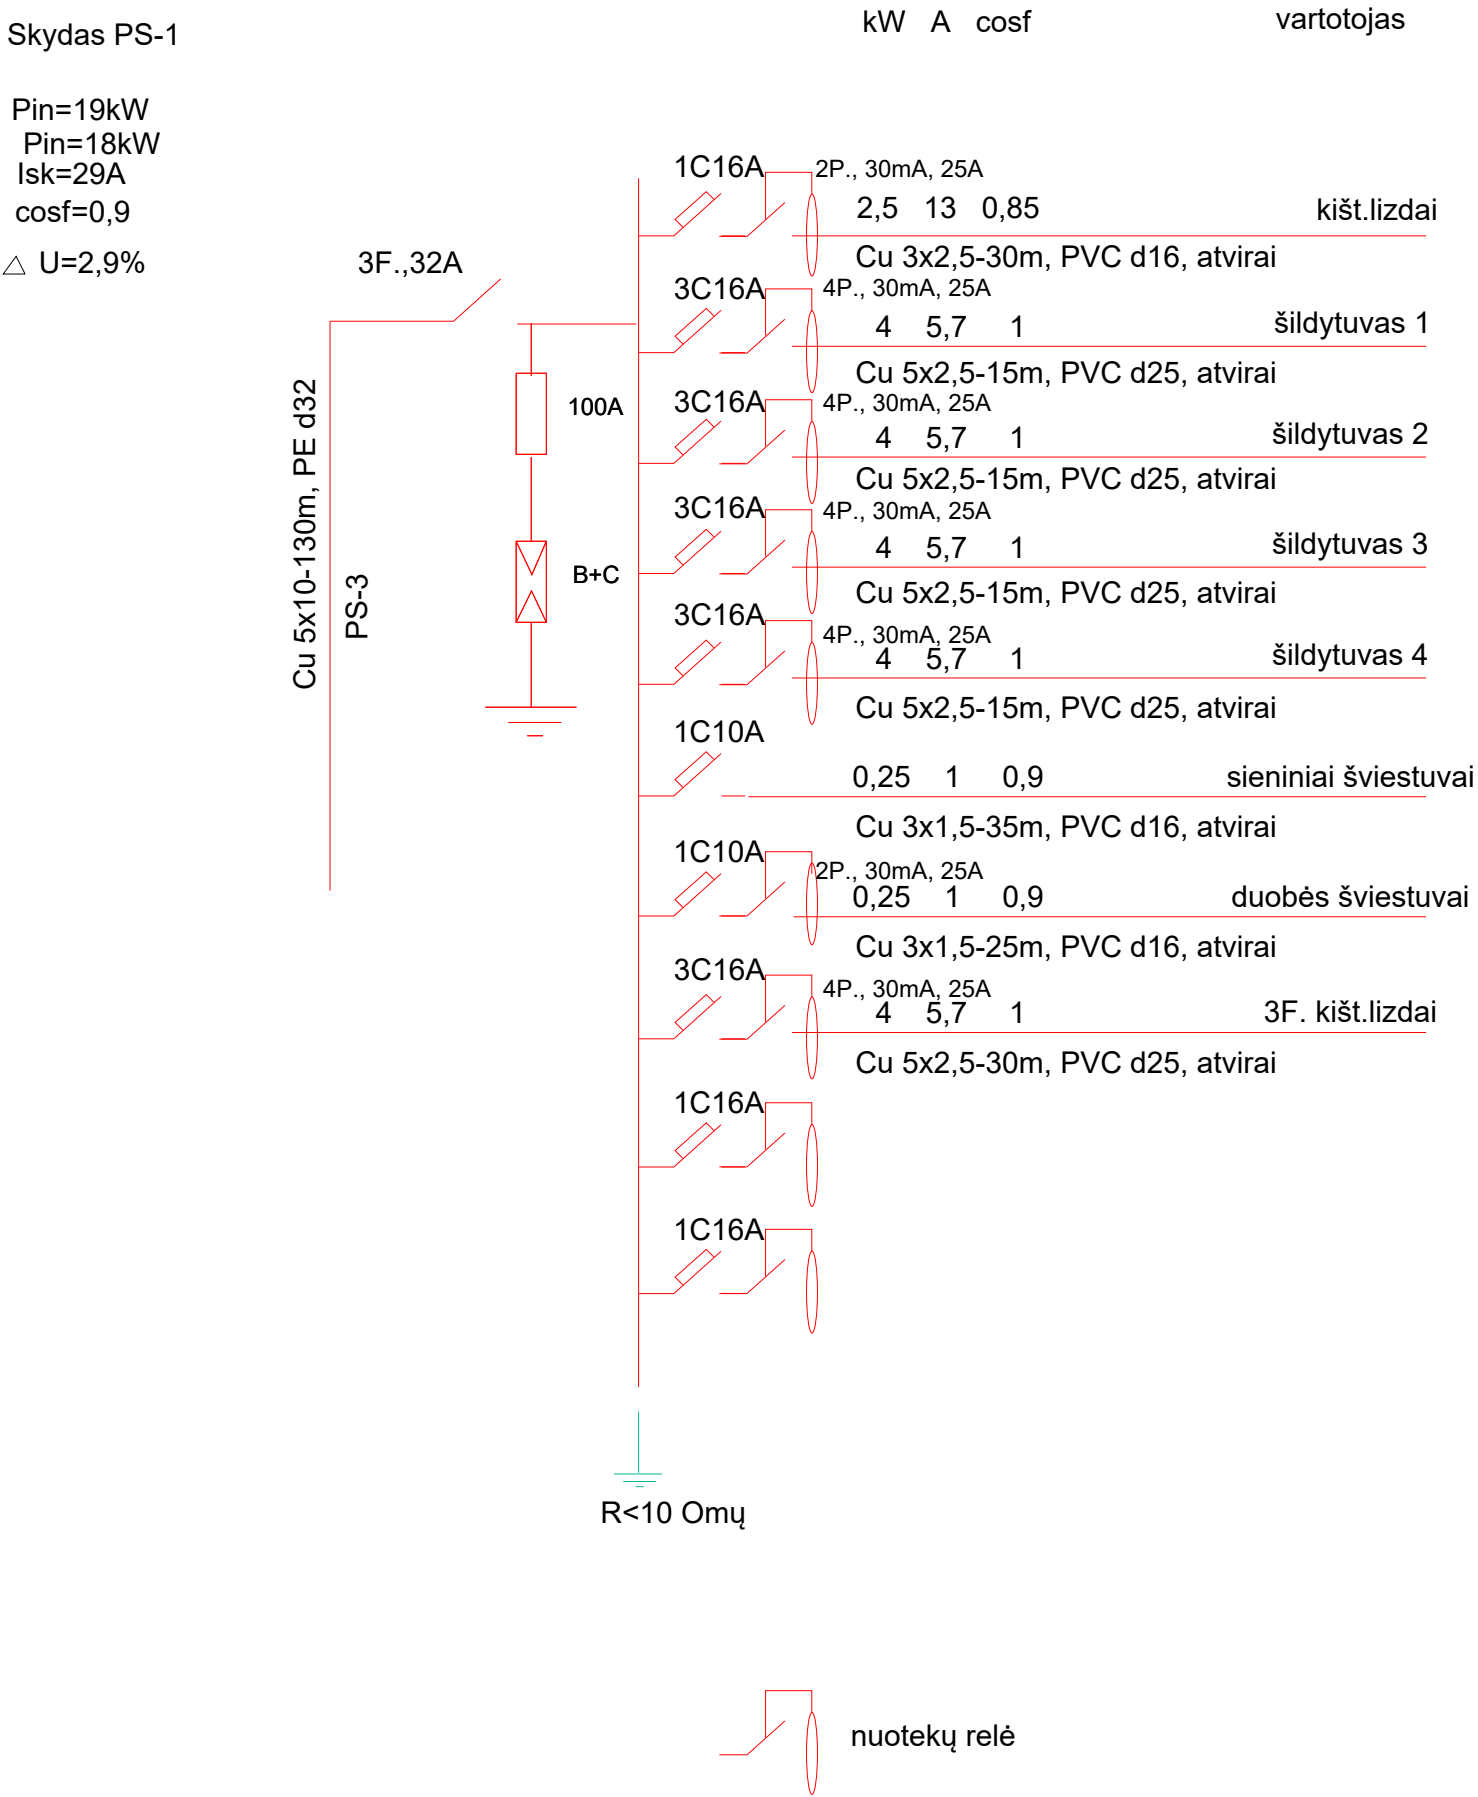 Skydas PS-1
kW A cosf vartotojas
Pin=19kW
Pin=18kW
Isk=29A
cosf=0,9
△ U=2,9%
3F.,32A
Cu 5x10-130m, PE d32
PS-3
100A
B+C
1C16A 2P., 30mA, 25A
2,5 13 0,85 kišt.lizdai
Cu 3x2,5-30m, PVC d16, atvirai
3C16A 4P., 30mA, 25A
4 5,7 1 šildytuvas 1
Cu 5x2,5-15m, PVC d25, atvirai
3C16A 4P., 30mA, 25A
4 5,7 1 šildytuvas 2
Cu 5x2,5-15m, PVC d25, atvirai
3C16A 4P., 30mA, 25A
4 5,7 1 šildytuvas 3
Cu 5x2,5-15m, PVC d25, atvirai
3C16A 4P., 30mA, 25A
4 5,7 1 šildytuvas 4
Cu 5x2,5-15m, PVC d25, atvirai
1C10A
0,25 1 0,9 sieniniai šviestuvai
Cu 3x1,5-35m, PVC d16, atvirai
1C10A 2P., 30mA, 25A
0,25 1 0,9 duobės šviestuvai
Cu 3x1,5-25m, PVC d16, atvirai
3C16A 4P., 30mA, 25A
4 5,7 1 3F. kišt.lizdai
Cu 5x2,5-30m, PVC d25, atvirai
1C16A
1C16A
R<10 Omų
nuotekų relė